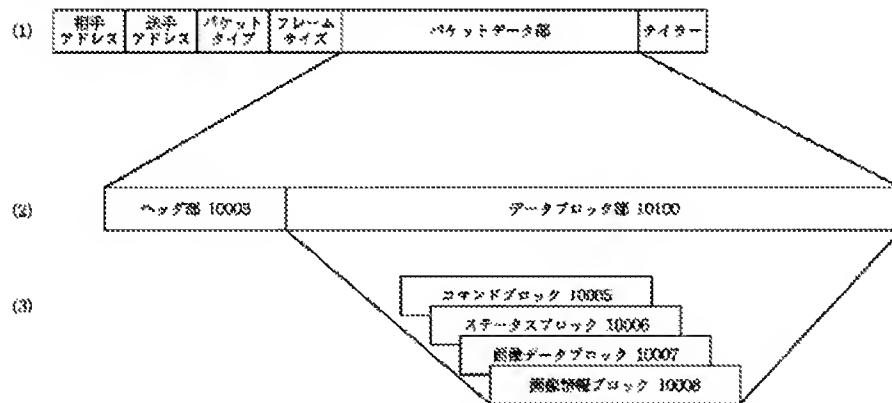 (1)
相手
アドレス
送手
アドレス
パケット
タイプ
フレーム
サイズ
パケットデータ部
テイラー
(2)
ヘッダ部 10003
データブロック部 10100
(3)
コマンドブロック 10005
ステータスブロック 10006
画像データブロック 10007
画像情報ブロック 10008